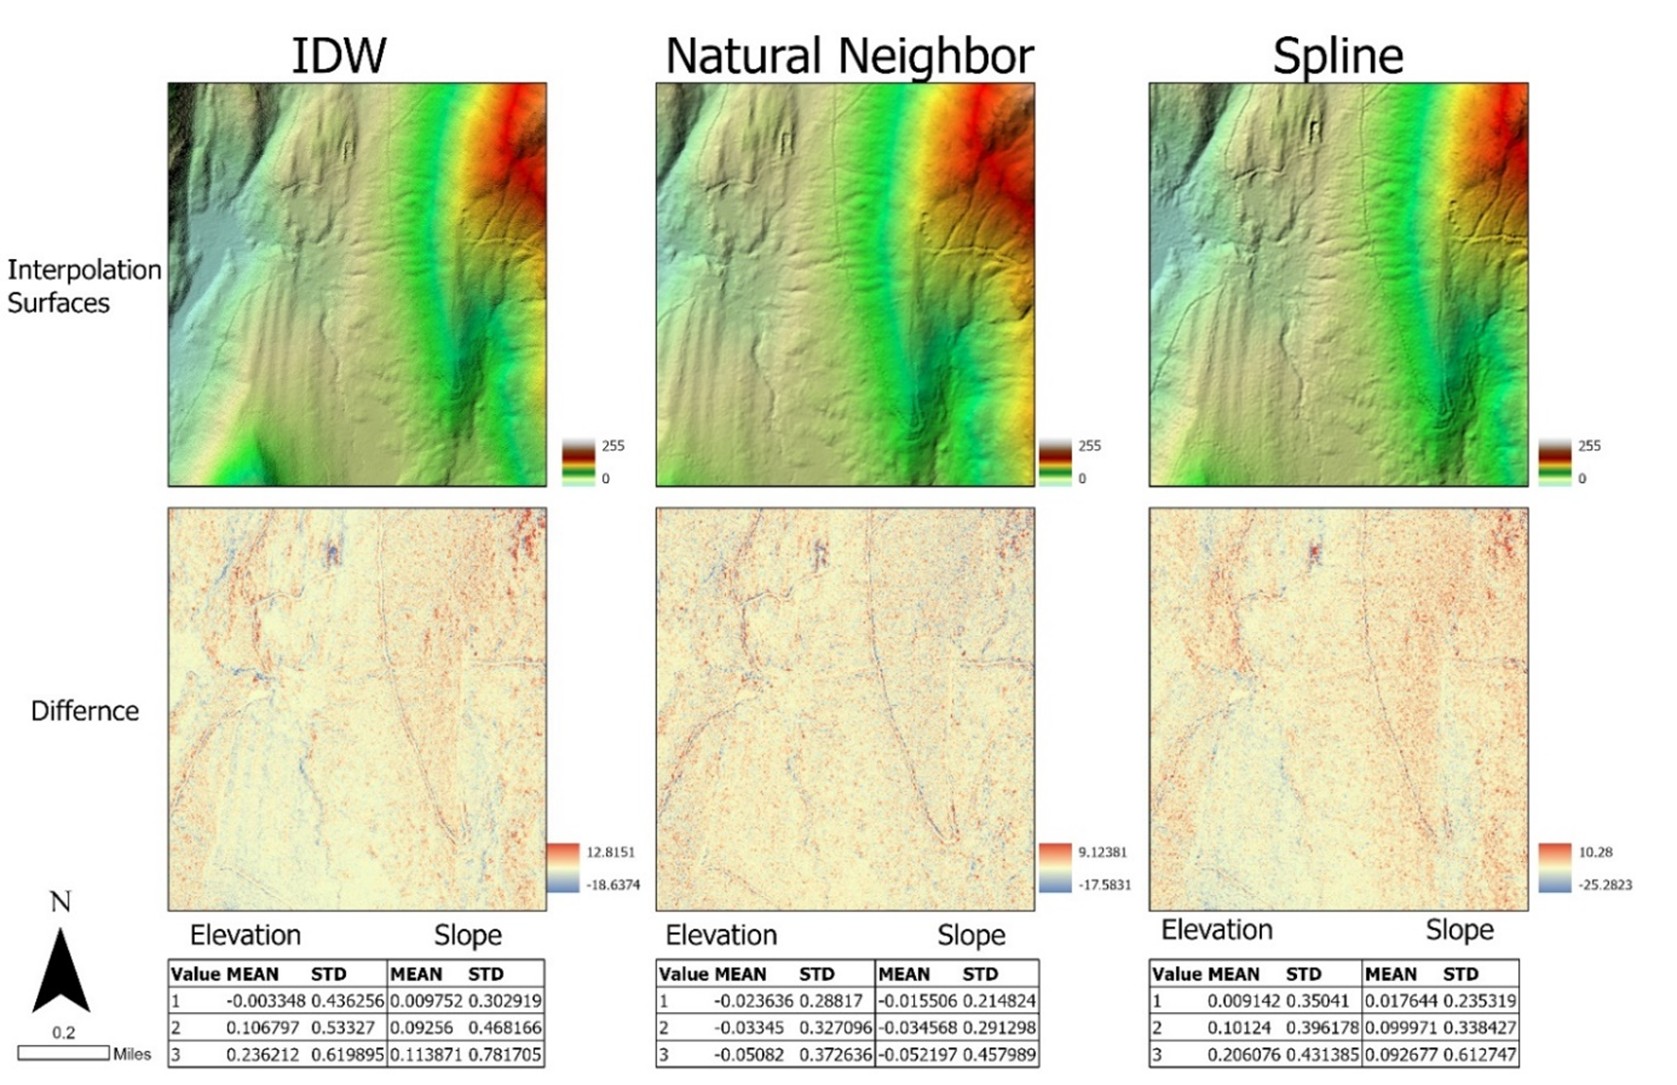 IDW
Natural Neighbor
Spline
Interpolation
Surfaces
255
0
255
0
255
0
Differnce
12.8151
-18.6374
9.12381
-17.5831
10.28
-25.2823
N
0.2
Miles
Elevation Slope
Value MEAN STD MEAN STD
1 -0.003348 0.436256 0.009752 0.302919
2 0.106797 0.53327 0.09256 0.468166
3 0.236212 0.619895 0.113871 0.781705
Elevation Slope
Value MEAN STD MEAN STD
1 -0.023636 0.28817 -0.015506 0.214824
2 -0.03345 0.327096 -0.034568 0.291298
3 -0.05082 0.372636 -0.052197 0.457989
Elevation Slope
Value MEAN STD MEAN STD
1 0.009142 0.35041 0.017644 0.235319
2 0.10124 0.396178 0.099971 0.338427
3 0.206076 0.431385 0.092677 0.612747